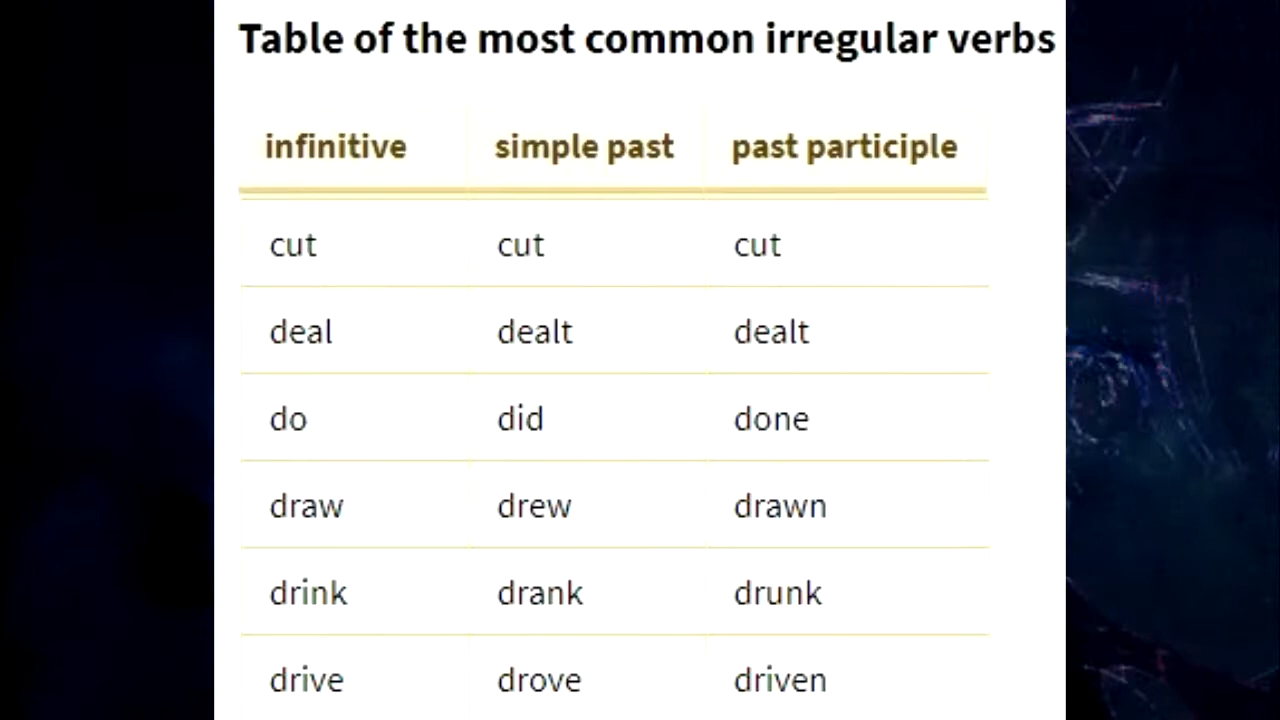 Table of the most common irregular verbs
infinitive simple past past participle
cut cut cut
deal dealt dealt
do did done
draw drew drawn
drink drank drunk
drive drove driven